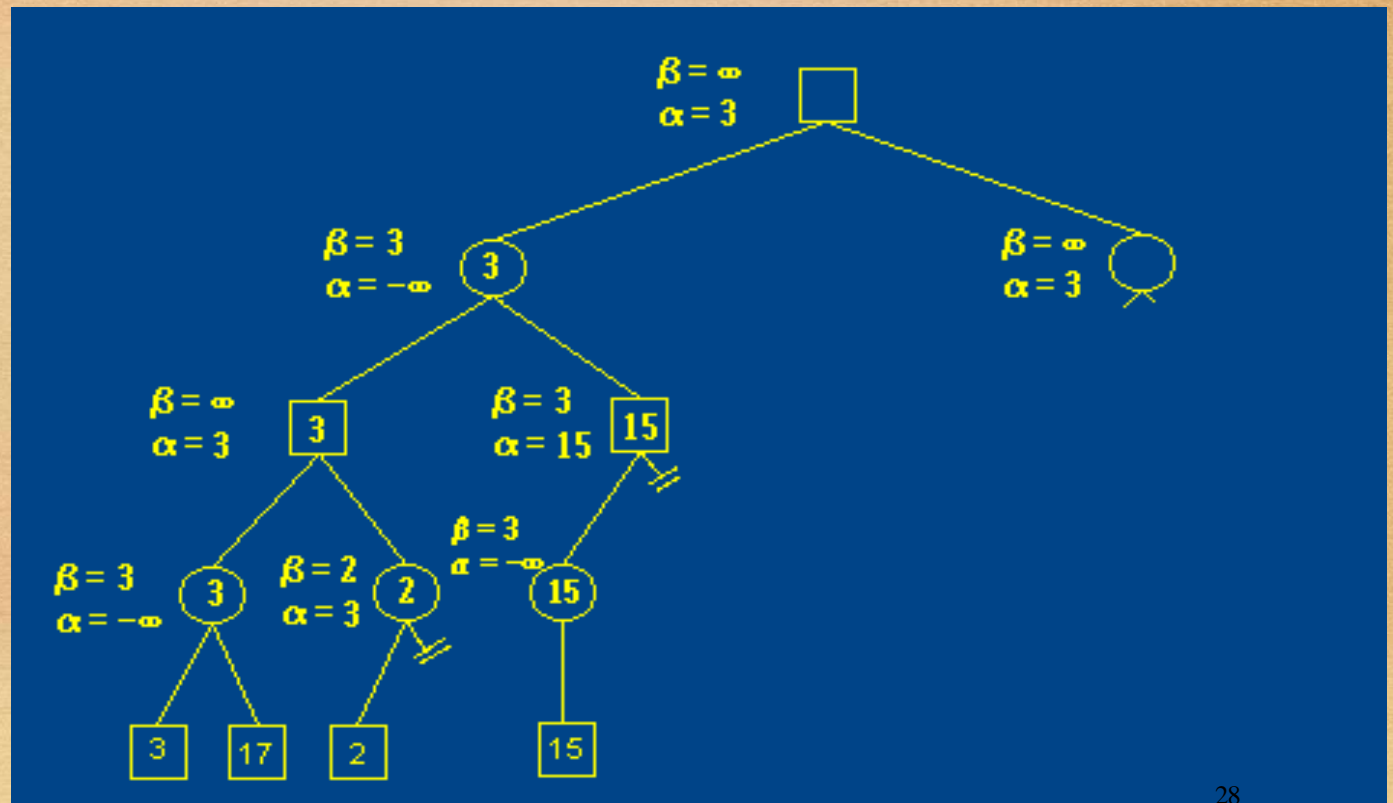 β = ∞
α = 3
β = 3
α = −∞
3
β = ∞
α = 3
β = ∞
α = 3
3
β = 3
α = 15
15
β = 3
α = −∞
3
β = 2
α = 3
2
β = 3
α = −∞
15
3
17
2
15
28